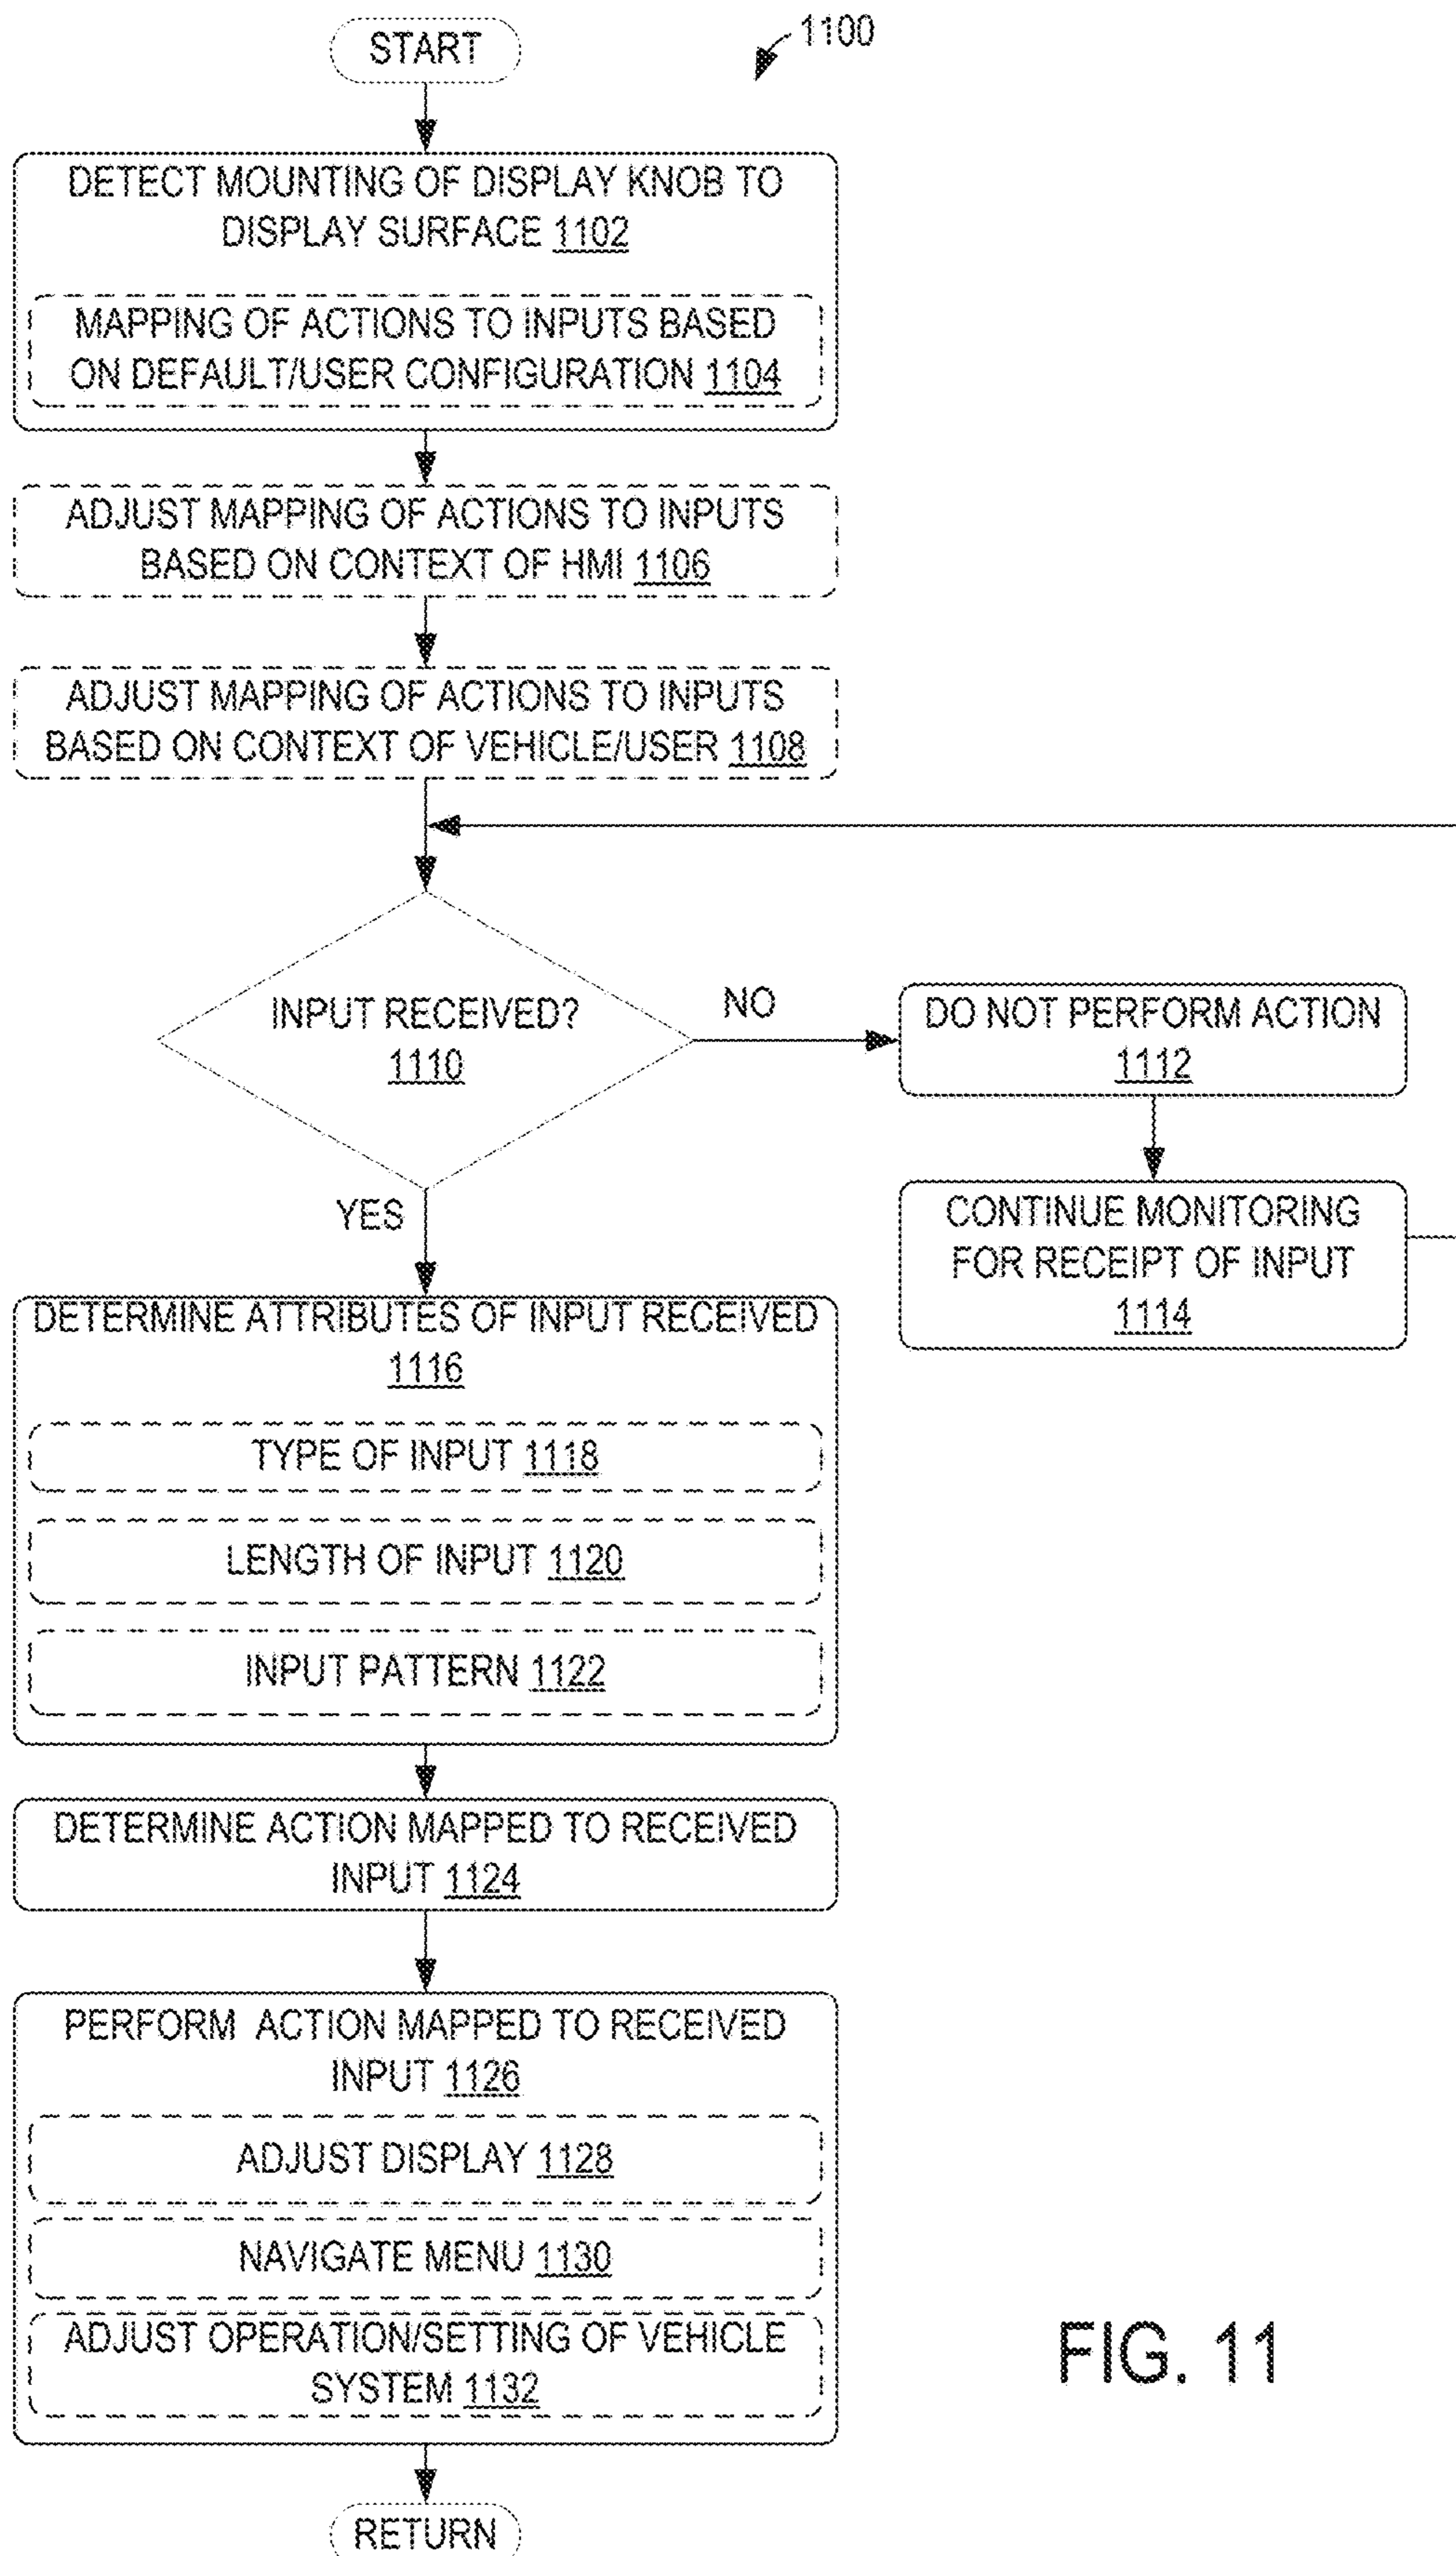 START
1100
DETECT MOUNTING OF DISPLAY KNOB TO
DISPLAY SURFACE 1102
MAPPING OF ACTIONS TO INPUTS BASED
ON DEFAULT/USER CONFIGURATION 1104
ADJUST MAPPING OF ACTIONS TO INPUTS
BASED ON CONTEXT OF HMI 1106
ADJUST MAPPING OF ACTIONS TO INPUTS
BASED ON CONTEXT OF VEHICLE/USER 1108
INPUT RECEIVED?
1110
NO
DO NOT PERFORM ACTION
1112
CONTINUE MONITORING
FOR RECEIPT OF INPUT
1114
YES
DETERMINE ATTRIBUTES OF INPUT RECEIVED
1116
TYPE OF INPUT 1118
LENGTH OF INPUT 1120
INPUT PATTERN 1122
DETERMINE ACTION MAPPED TO RECEIVED
INPUT 1124
PERFORM ACTION MAPPED TO RECEIVED
INPUT 1126
ADJUST DISPLAY 1128
NAVIGATE MENU 1130
ADJUST OPERATION/SETTING OF VEHICLE
SYSTEM 1132
RETURN
FIG. 11